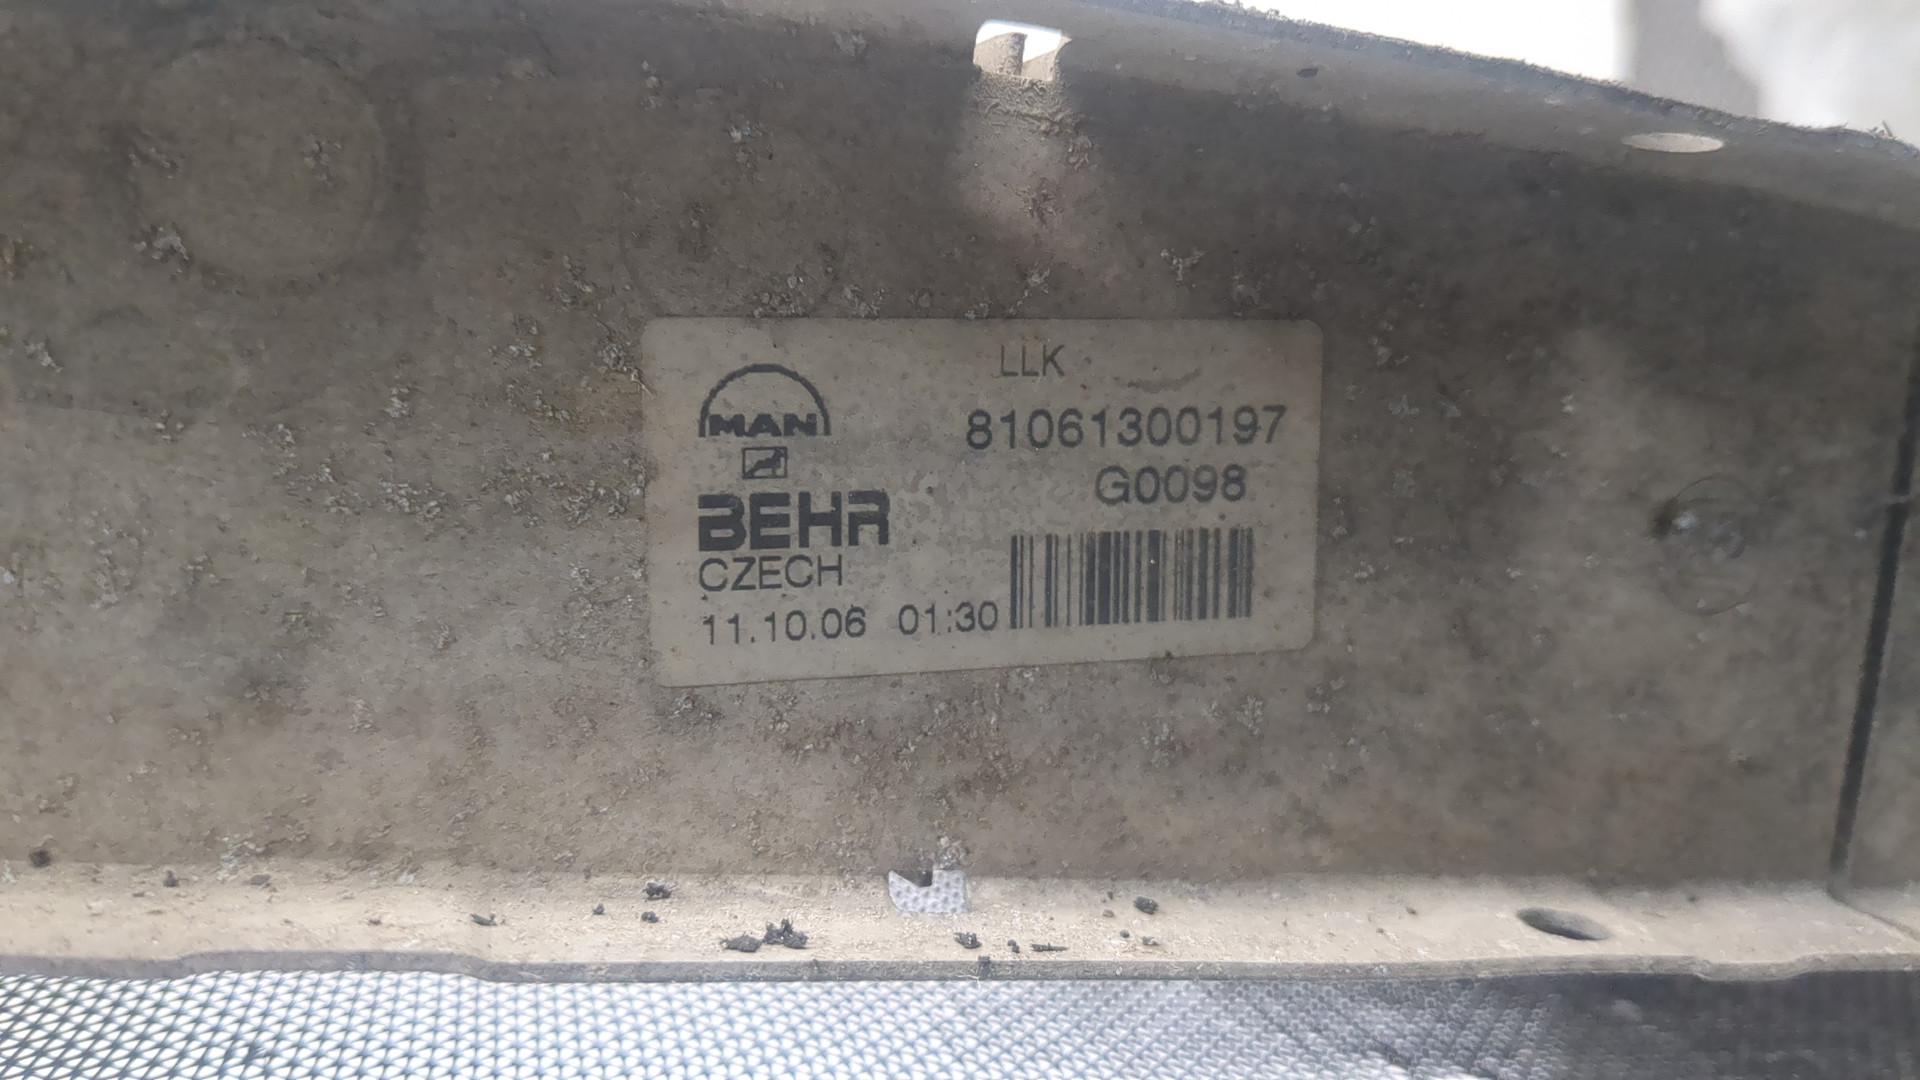 LLK
MAN
81061300197
G0098
BEHR
CZECH
11.10.06 01:30